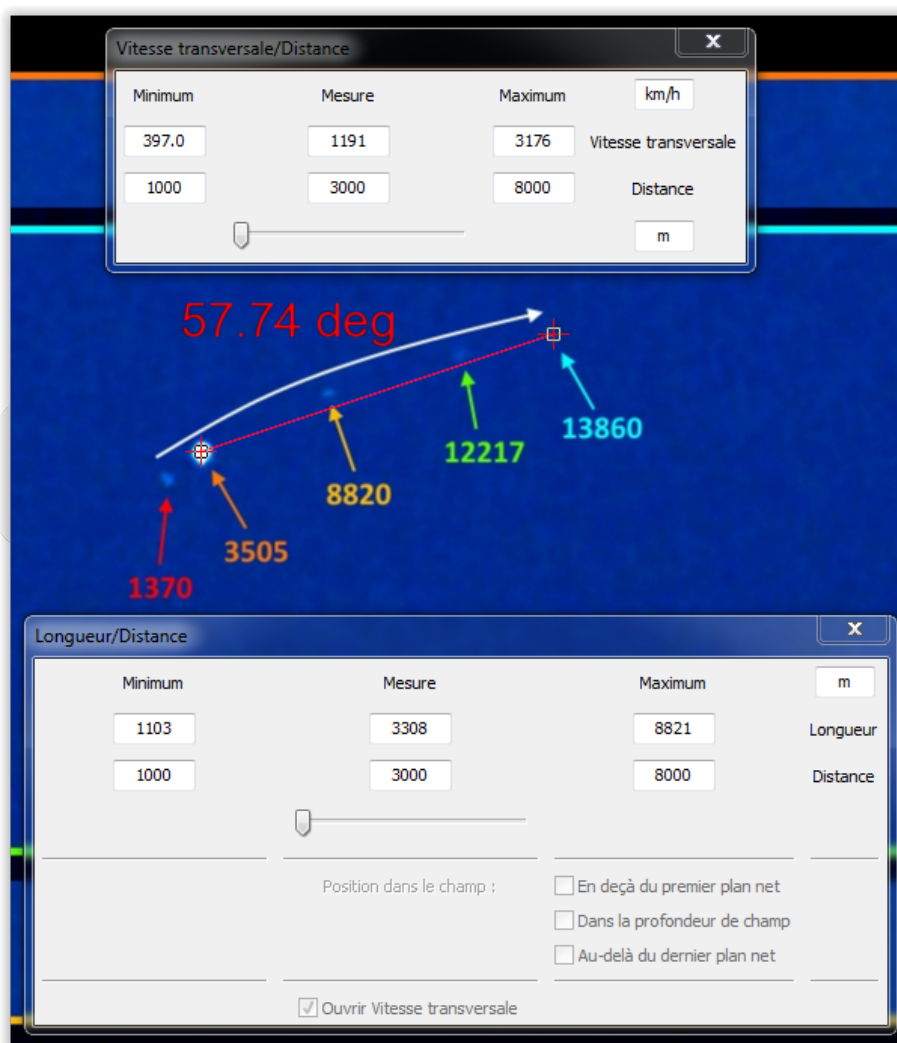 Vitesse transversale/Distance
x
Minimum Mesure Maximum km/h
397.0 1191 3176 Vitesse transversale
1000 3000 8000 Distance
m
57.74 deg
13860
12217
8820
3505
1370
Longueur/Distance
x
Minimum Mesure Maximum m
1103 3308 8821 Longueur
1000 3000 8000 Distance
Position dans le champ : En deçà du premier plan net
Dans la profondeur de champ
Au-delà du dernier plan net
Ouvrir Vitesse transversale